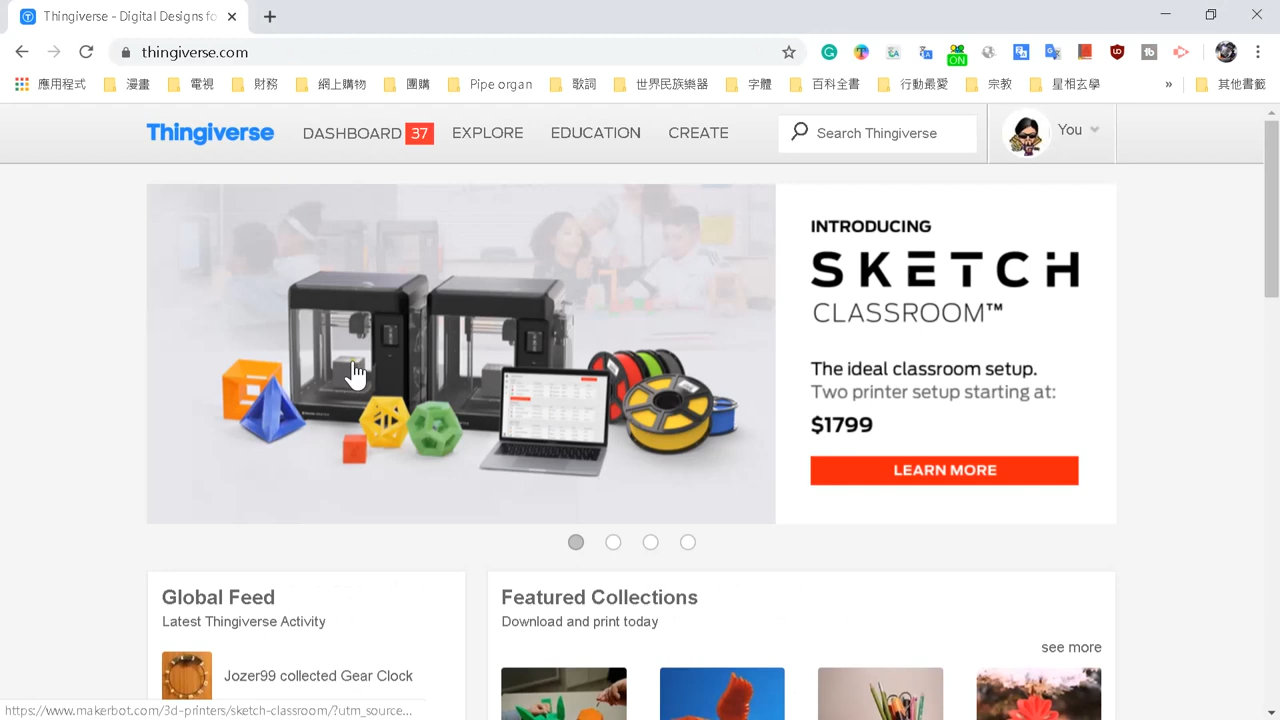 Thingiverse - Digital Designs fo
thingiverse.com
ON
應用程式 漫畫 電視 財務 網上購物 團購 Pipe organ 歌詞 世界民族樂器 字體 百科全書 行動最愛 宗教 星相玄學 » 其他書籤
Thingiverse DASHBOARD 37 EXPLORE EDUCATION CREATE Search Thingiverse You
INTRODUCING
SKETCH
CLASSROOM™
The ideal classroom setup.
Two printer setup starting at:
$1799
LEARN MORE
Global Feed
Latest Thingiverse Activity
Jozer99 collected Gear Clock
Featured Collections
Download and print today
see more
https://www.makerbot.com/3d-printers/sketch-classroom/?utm_source...